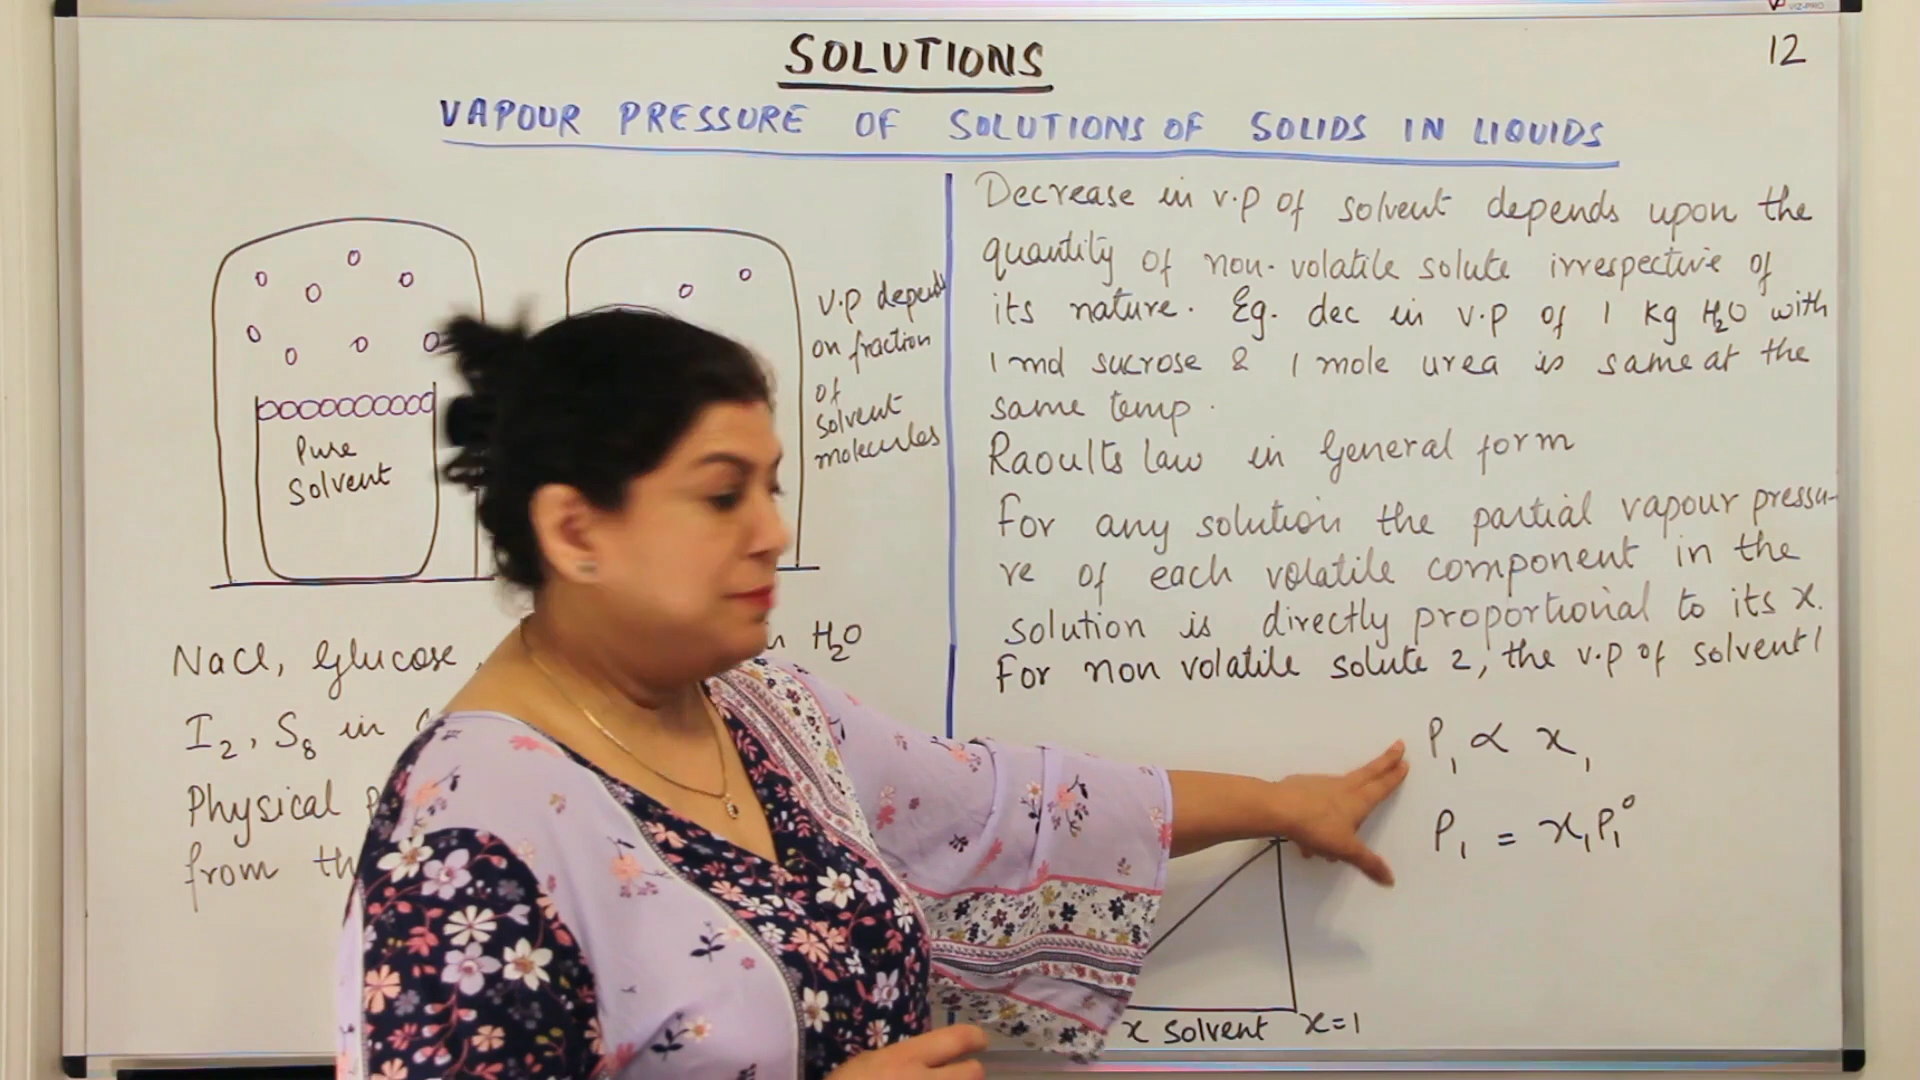 VIZ-PRO
SOLUTIONS
12
VAPOUR PRESSURE OF SOLUTIONS OF SOLIDS IN LIQUIDS
Pure
Solvent
V.p depends
on fraction
of
solvent
molecules
NaCl, Glucose, H₂O
I₂, S₈ in
Physical
from th
Decrease in v.p of solvent depends upon the
quantity of non-volatile solute irrespective of
its nature. Eg. dec in v.p of 1 kg H₂O with
1 mol sucrose & 1 mole urea is same at the
same temp.
Raoults law in General form
For any solution the partial vapour pressu-
re of each volatile component in the
solution is directly proportional to its x.
For non volatile solute 2, the v.p of solvent 1
P₁ ∝ x₁
P₁ = x₁P₁⁰
x solvent x=1